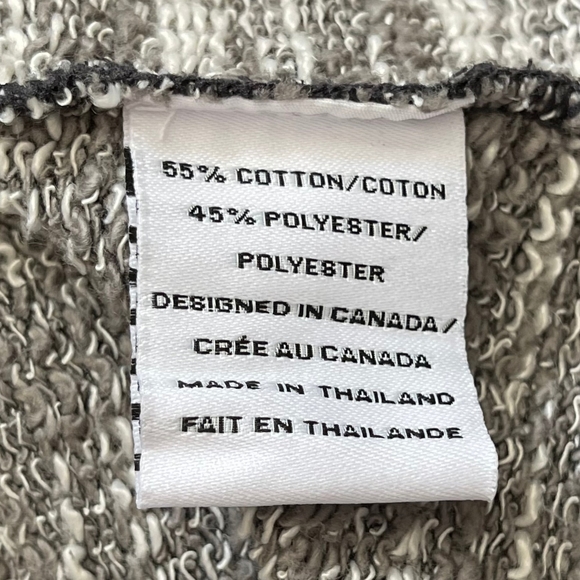 55% COTTON/COTON
45% POLYESTER/
POLYESTER
DESIGNED IN CANADA/
CRÉE AU CANADA
MADE IN THAILAND
FAIT EN THAILANDE